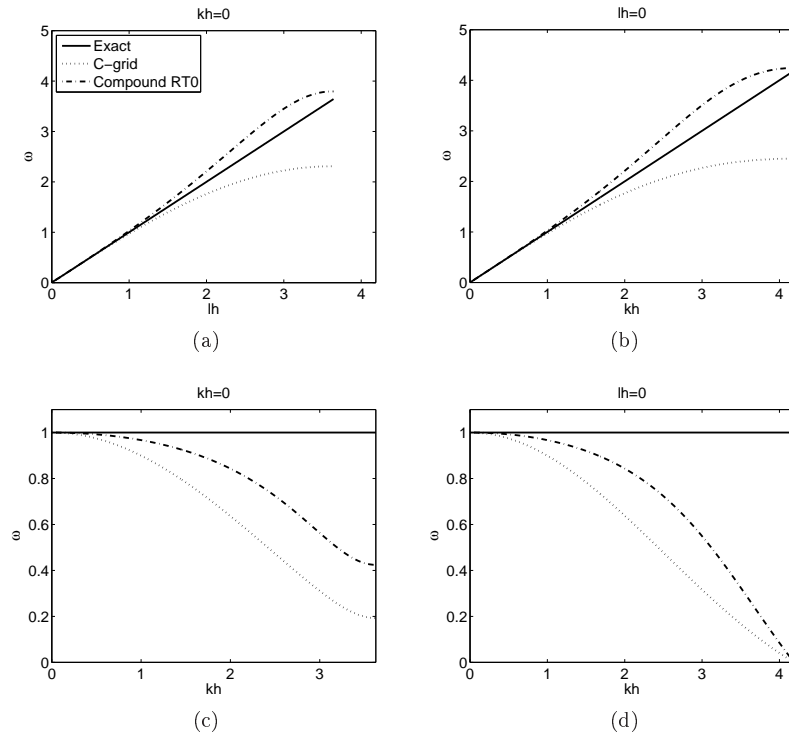 kh=0
5
4
3
2
1
0
ω
Exact
C−grid
Compound RT0
0 1 2 3 4
lh
(a)
lh=0
5
4
3
2
1
0
ω
0 1 2 3 4
kh
(b)
kh=0
1
0.8
0.6
0.4
0.2
0
ω
0 1 2 3
kh
(c)
lh=0
1
0.8
0.6
0.4
0.2
0
ω
0 1 2 3 4
kh
(d)